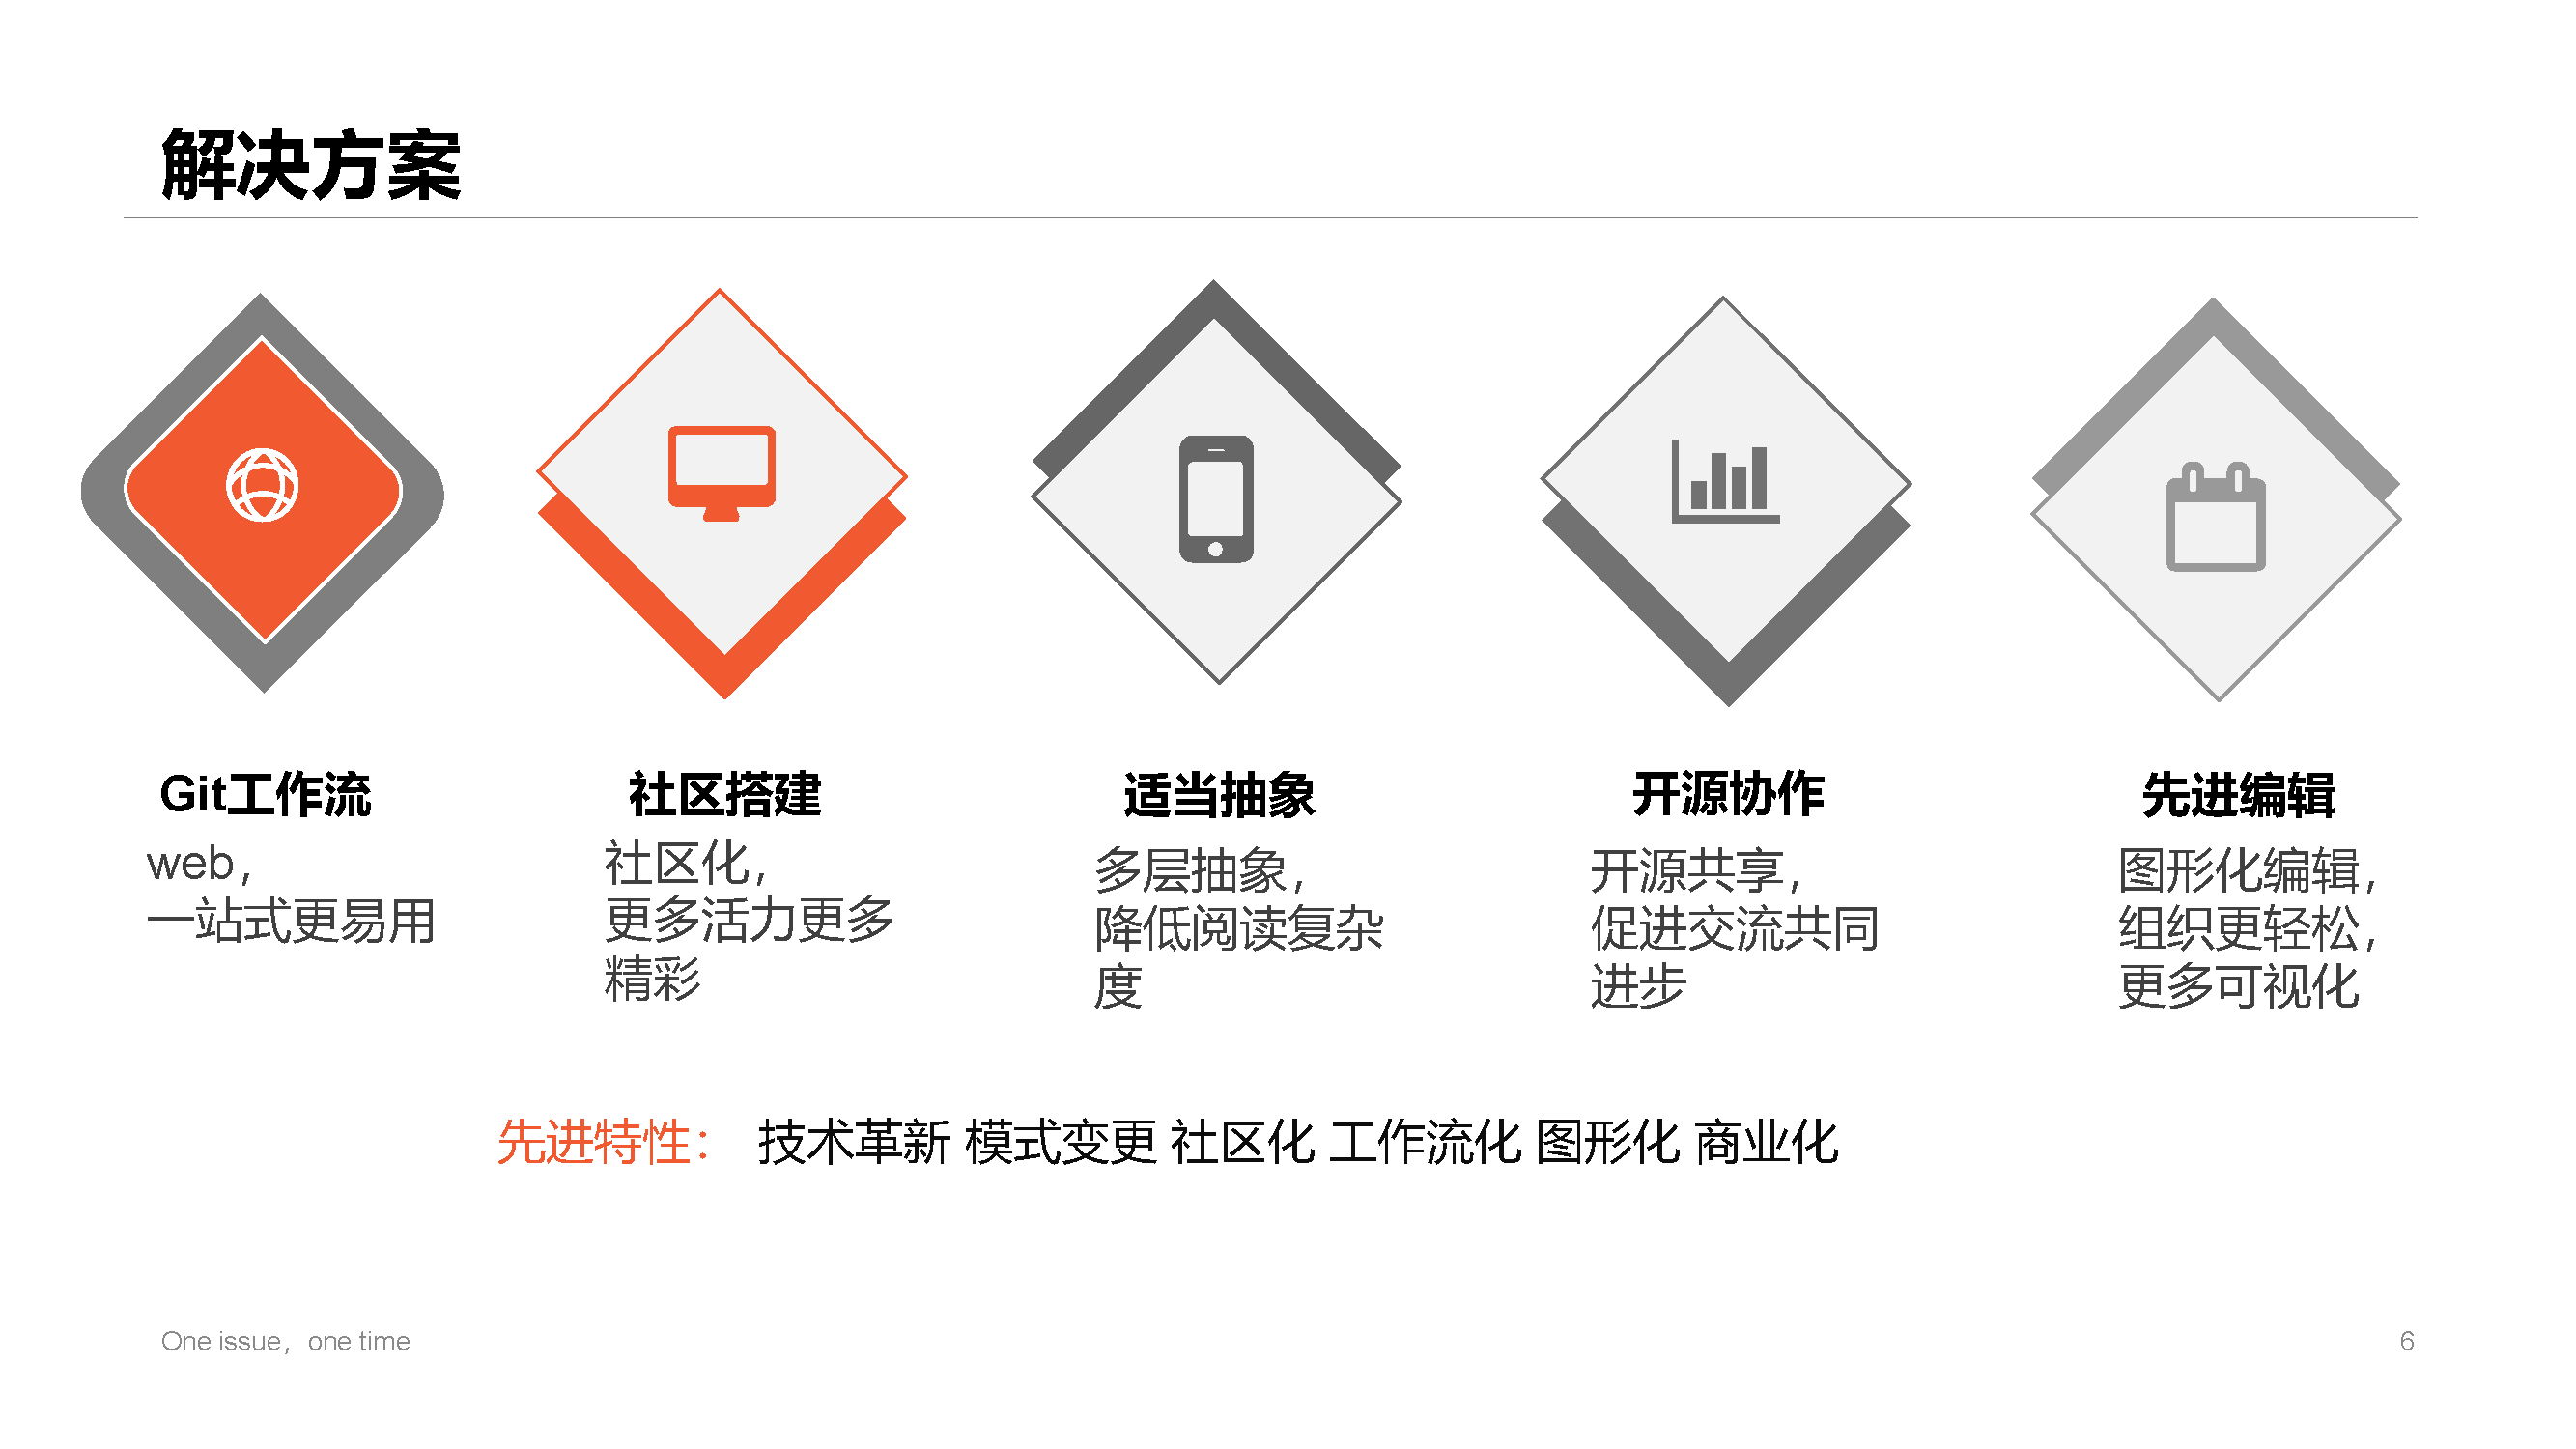 解决方案
Git工作流
web，
一站式更易用
社区搭建
社区化，
更多活力更多
精彩
适当抽象
多层抽象，
降低阅读复杂
度
开源协作
开源共享，
促进交流共同
进步
先进编辑
图形化编辑，
组织更轻松，
更多可视化
先进特性： 技术革新 模式变更 社区化 工作流化 图形化 商业化
One issue，one time
6